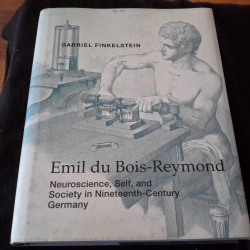 GABRIEL FINKELSTEIN
Emil du Bois-Reymond
Neuroscience, Self, and
Society in Nineteenth-Century
Germany